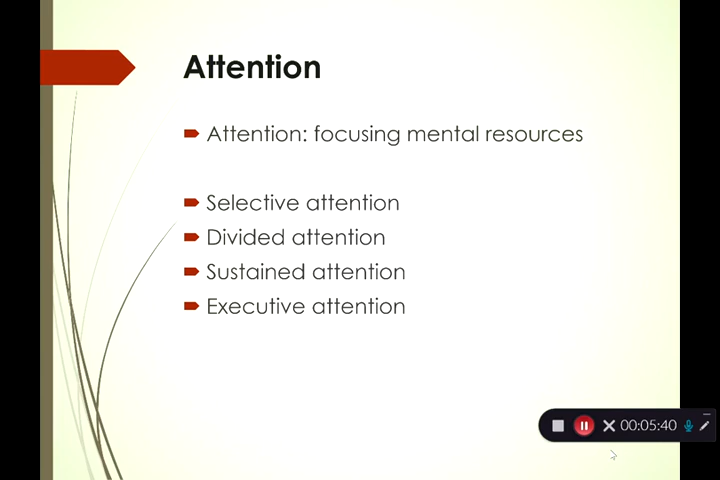 Attention
Attention: focusing mental resources
Selective attention
Divided attention
Sustained attention
Executive attention
00:05:40